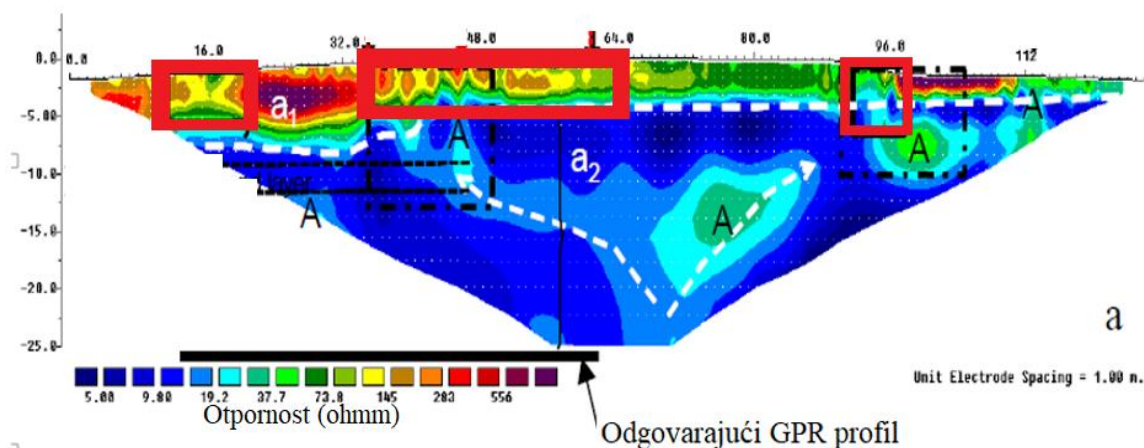 0.0 16.0 32.0 48.0 64.0 80.0 96.0 112
0.0
-5.00
-10.0
-15.0
-20.0
-25.0
a1
A
a2
A
A
layer
A
A
a
5.00 9.80 19.2 37.7 73.8 145 283 556
Unit Electrode Spacing = 1.00 m.
Otpornost (ohmm)
Odgovarajući GPR profil